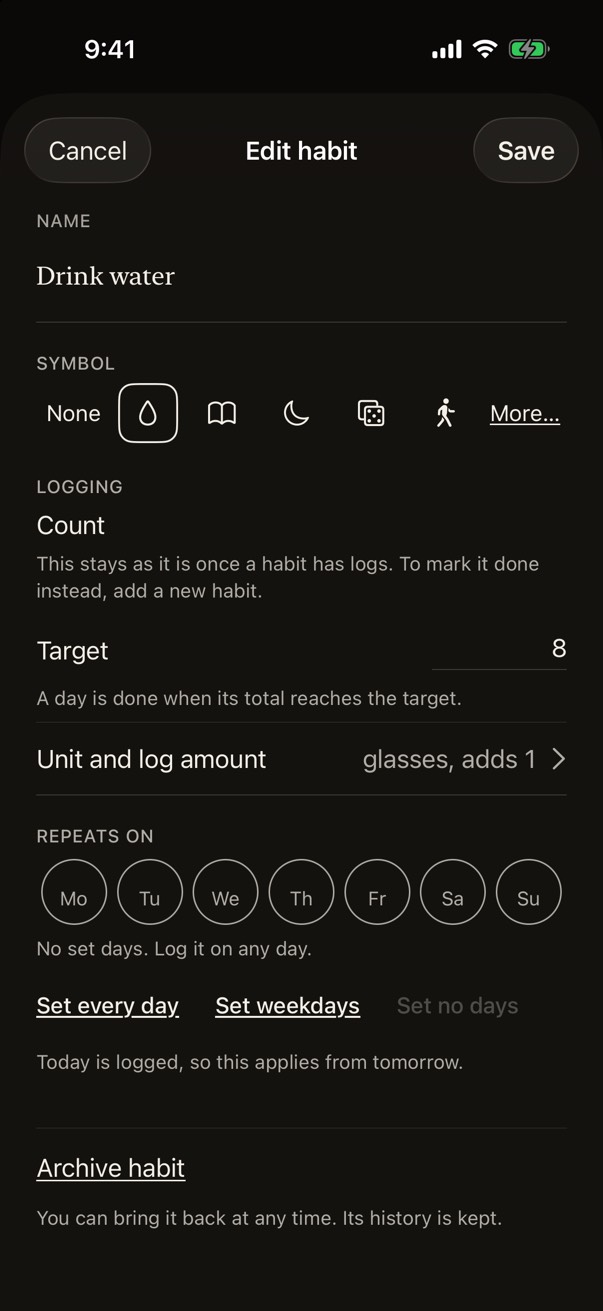 9:41
Cancel
Edit habit
Save
NAME
Drink water
SYMBOL
None
More...
LOGGING
Count
This stays as it is once a habit has logs. To mark it done
instead, add a new habit.
Target
8
A day is done when its total reaches the target.
Unit and log amount
glasses, adds 1
REPEATS ON
Mo Tu We Th Fr Sa Su
No set days. Log it on any day.
Set every day Set weekdays Set no days
Today is logged, so this applies from tomorrow.
Archive habit
You can bring it back at any time. Its history is kept.